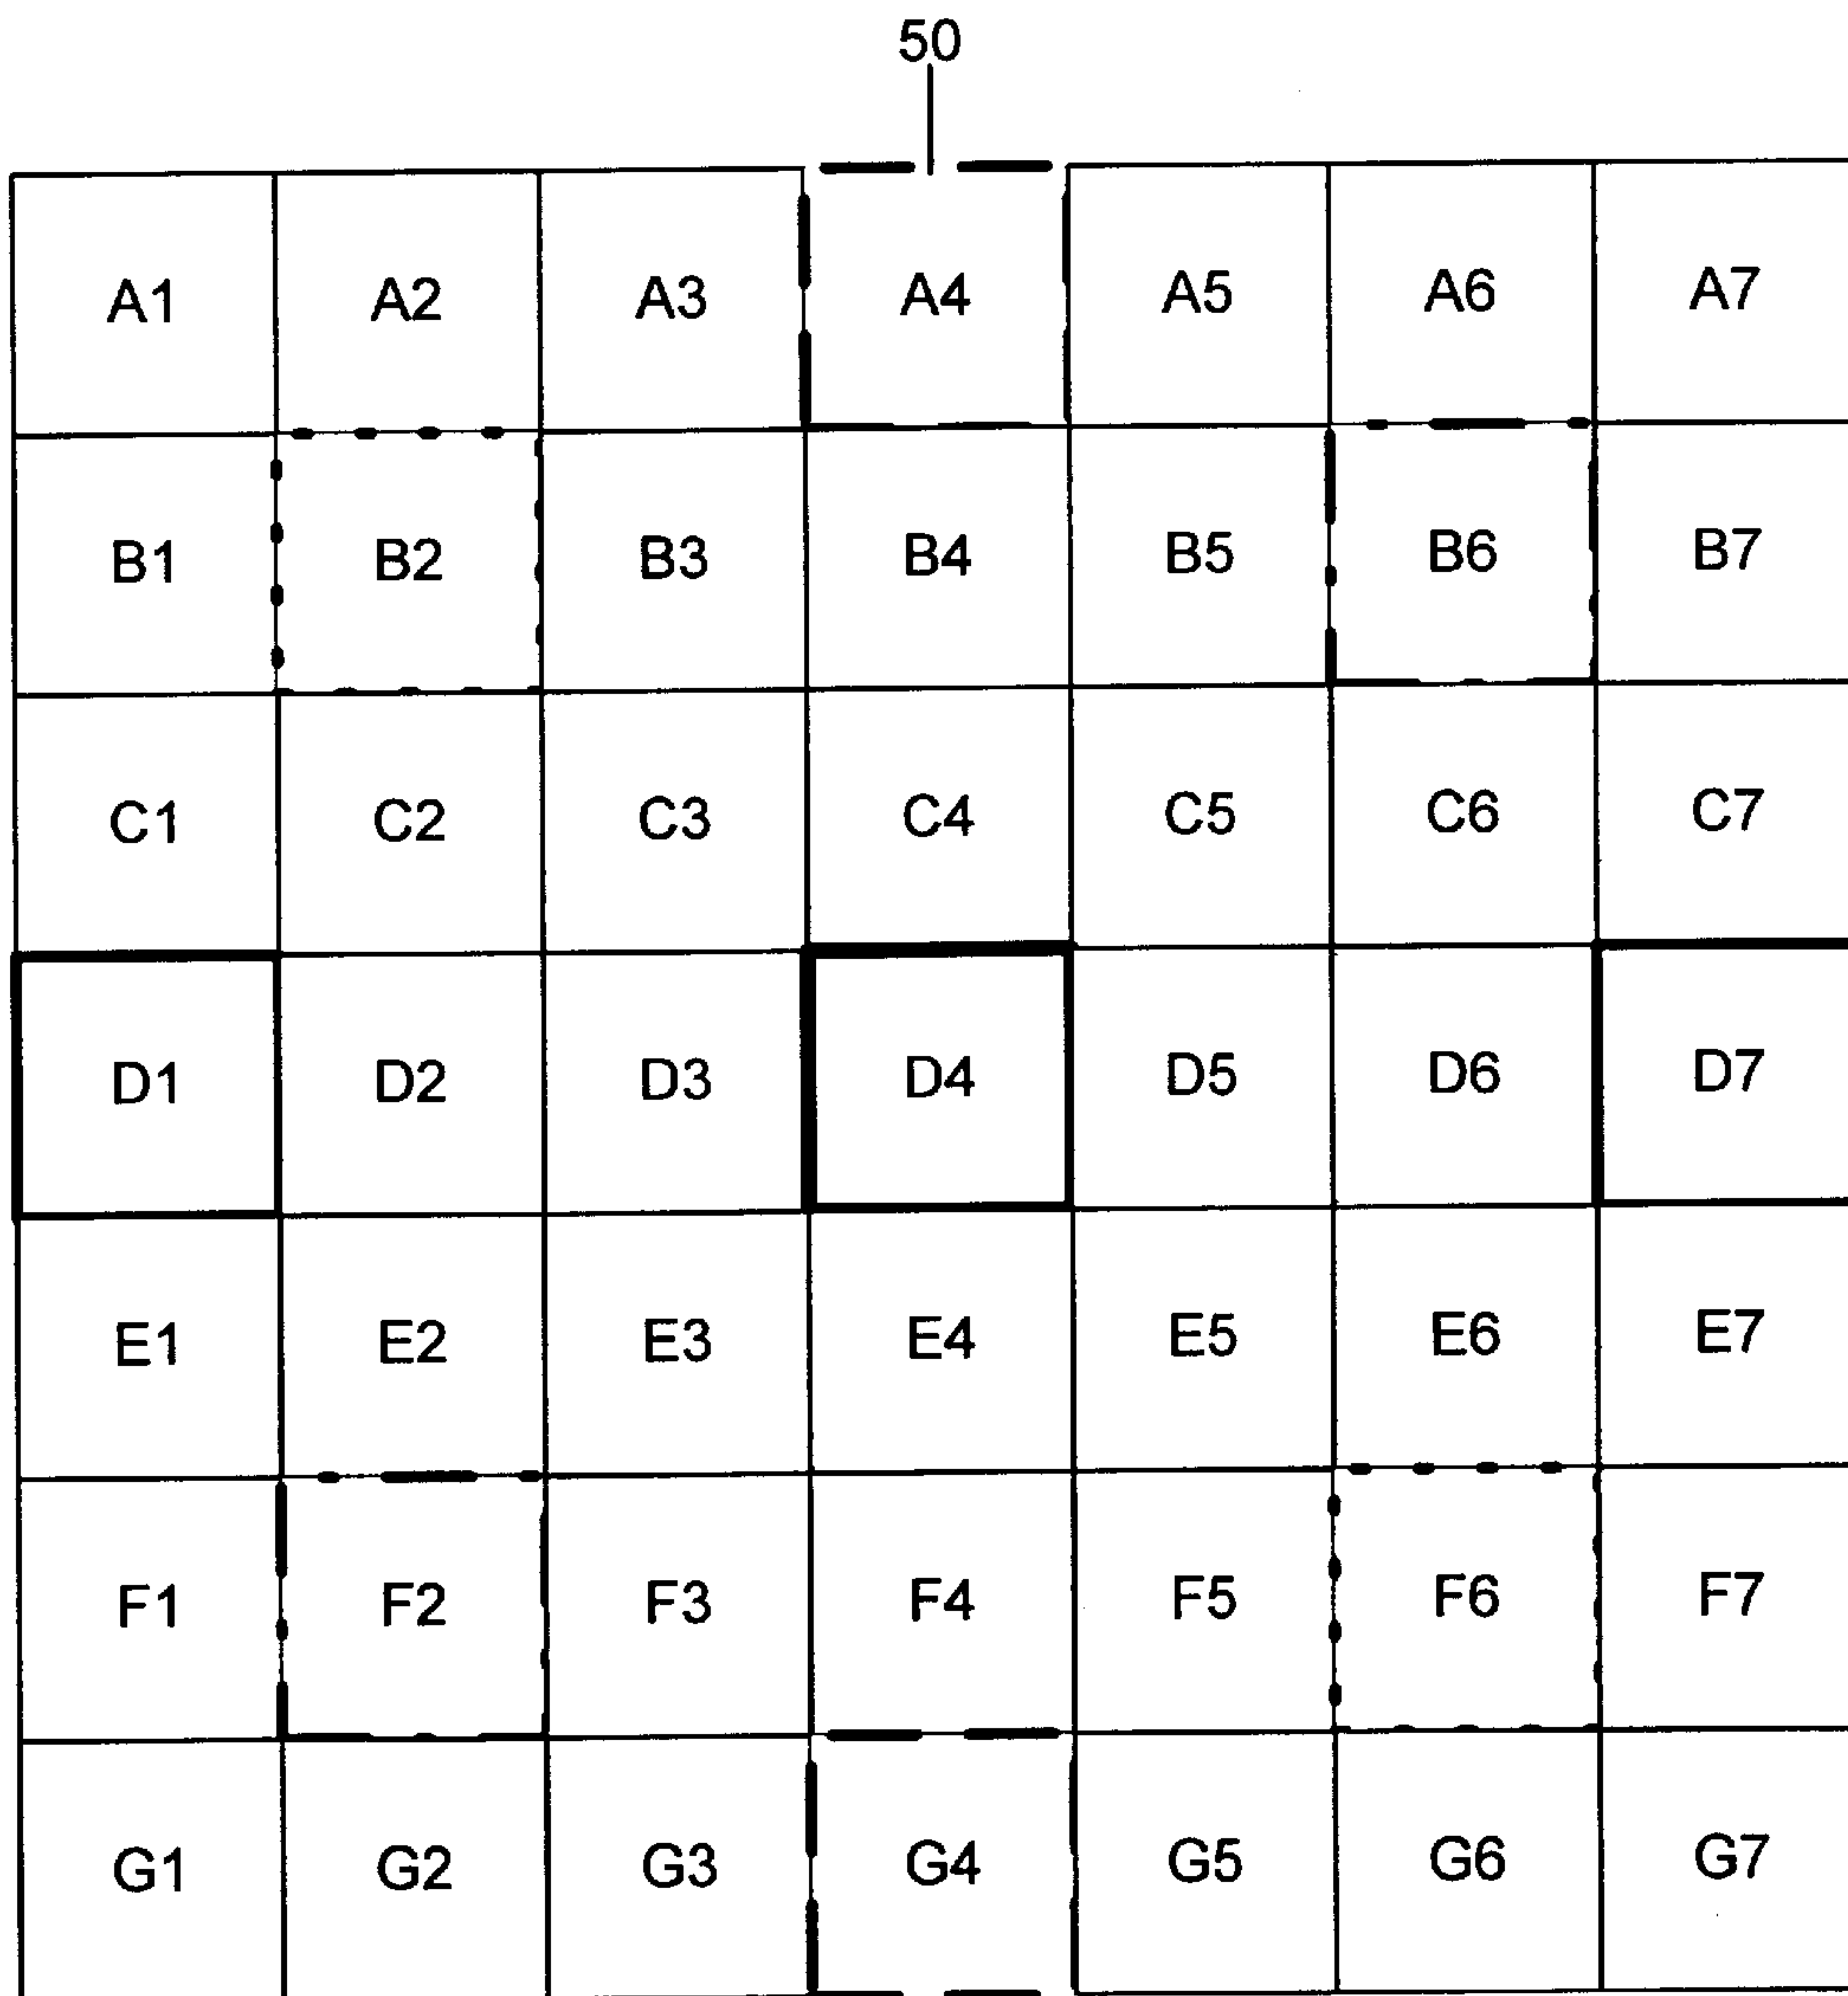 50
A1 A2 A3 A4 A5 A6 A7
B1 B2 B3 B4 B5 B6 B7
C1 C2 C3 C4 C5 C6 C7
D1 D2 D3 D4 D5 D6 D7
E1 E2 E3 E4 E5 E6 E7
F1 F2 F3 F4 F5 F6 F7
G1 G2 G3 G4 G5 G6 G7